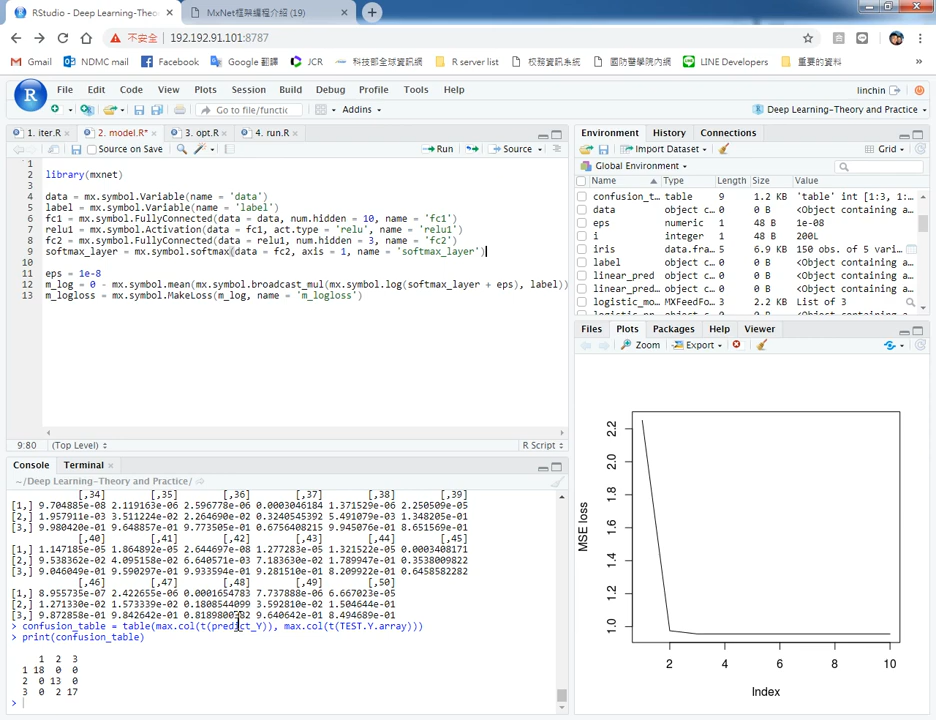 RStudio - Deep Learning-Theo
MxNet框架編程介紹 (19)
不安全
192.192.91.101:8787
Gmail
NDMC mail
Facebook
Google 翻譯
JCR
科技部全球資訊網
R server list
校務資訊系統
國防醫學院內網
LINE Developers
重要的資料
»
R
File
Edit
Code
View
Plots
Session
Build
Debug
Profile
Tools
Help
linchin
Go to file/functic
Addins
Deep Learning-Theory and Practice
1. iter.R
2. model.R*
3. opt.R
4. run.R
Source on Save
Run
Source
1
2 library(mxnet)
3
4 data = mx.symbol.Variable(name = 'data')
5 label = mx.symbol.Variable(name = 'label')
6 fc1 = mx.symbol.FullyConnected(data = data, num.hidden = 10, name = 'fc1')
7 relu1 = mx.symbol.Activation(data = fc1, act.type = 'relu', name = 'relu1')
8 fc2 = mx.symbol.FullyConnected(data = relu1, num.hidden = 3, name = 'fc2')
9 softmax_layer = mx.symbol.softmax(data = fc2, axis = 1, name = 'softmax_layer')
10
11 eps = 1e-8
12 m_log = 0 - mx.symbol.mean(mx.symbol.broadcast_mul(mx.symbol.log(softmax_layer + eps), label))
13 m_logloss = mx.symbol.MakeLoss(m_log, name = 'm_logloss')
9:80
(Top Level)
R Script
Console
Terminal
~/Deep Learning-Theory and Practice/
[,34] [,35] [,36] [,37] [,38] [,39]
[1,] 9.704885e-08 2.119163e-06 2.596778e-06 0.0003046184 1.371529e-06 2.250509e-05
[2,] 1.957911e-03 3.511224e-02 2.264690e-02 0.3240545392 5.491079e-03 1.348205e-01
[3,] 9.980420e-01 9.648857e-01 9.773505e-01 0.6756408215 9.945076e-01 8.651569e-01
[,40] [,41] [,42] [,43] [,44] [,45]
[1,] 1.147185e-05 1.864892e-05 2.644697e-08 1.277283e-05 1.321522e-05 0.0003408171
[2,] 9.538362e-02 4.095158e-02 6.640571e-03 7.183630e-02 1.789947e-01 0.3538009822
[3,] 9.046049e-01 9.590297e-01 9.933594e-01 9.281510e-01 8.209922e-01 0.6458582282
[,46] [,47] [,48] [,49] [,50]
[1,] 8.955735e-07 2.422655e-06 0.0001654783 7.737888e-06 6.667023e-05
[2,] 1.271330e-02 1.573339e-02 0.1808544099 3.592810e-02 1.504644e-01
[3,] 9.872858e-01 9.842642e-01 9.640642e-01 8.494689e-01
> confusion_table = table(max.col(t(predict_Y)), max.col(t(TEST.Y.array)))
> print(confusion_table)
1 2 3
1 18 0 0
2 0 13 0
3 0 2 17
>
Environment
History
Connections
Import Dataset
Grid
Global Environment
Name Type Length Size Value
confusion_t… table 9 1.2 KB 'table' int [1:3, 1:…
data object c… 0 0 B <Object containing a
eps numeric 1 48 B 1e-08
i integer 1 48 B 200L
iris data.fra… 5 6.9 KB 150 obs. of 5 vari…
label object c… 0 0 B <Object containing a
linear_pred object c… 0 0 B <Object containing a
linear_pred… object c… 0 0 B <Object containing a
logistic_mo… MXFeedFo… 3 2.2 KB List of 3
Files
Plots
Packages
Help
Viewer
Zoom
Export
MSE loss
2.2
2.0
1.8
1.6
1.4
1.2
1.0
2 4 6 8 10
Index